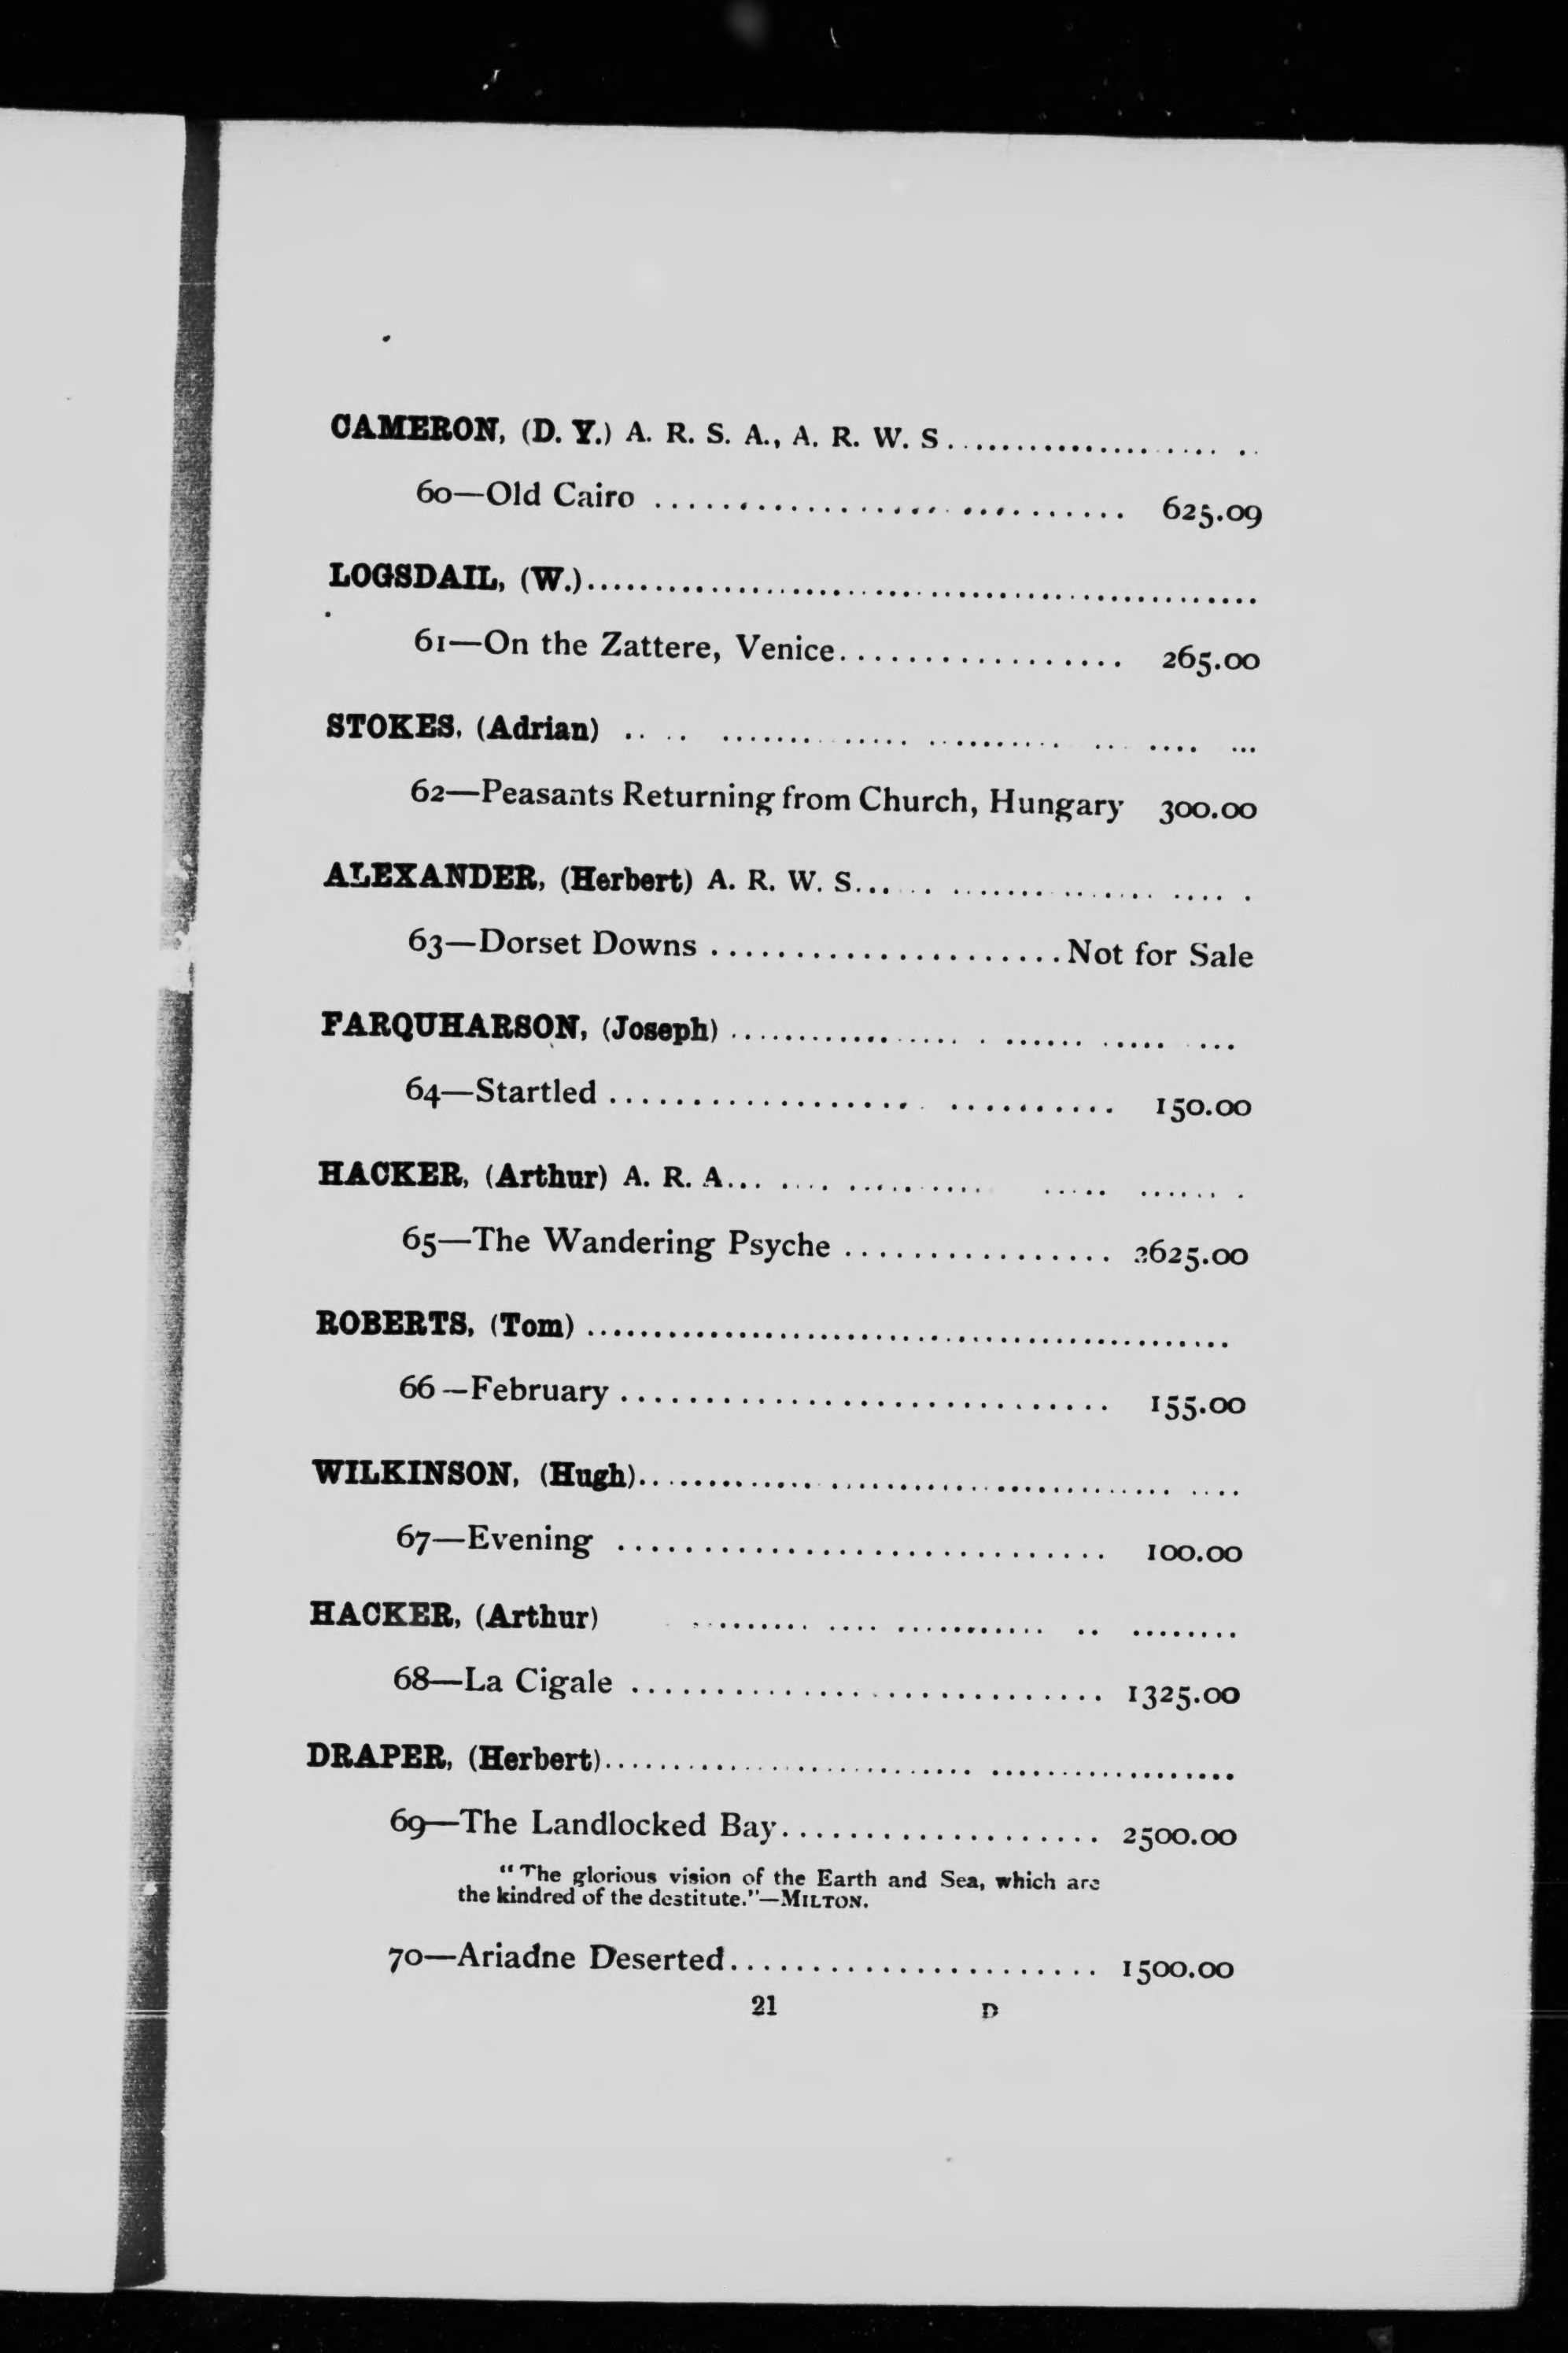 CAMERON, (D. Y.) A. R. S. A., A. R. W. S.....................
60—Old Cairo ............................ 625.09
LOGSDAIL, (W.)..................................................
61—On the Zattere, Venice................. 265.00
STOKES, (Adrian) ..................................................
62—Peasants Returning from Church, Hungary 300.00
ALEXANDER, (Herbert) A. R. W. S..........................
63—Dorset Downs .....................Not for Sale
FARQUHARSON, (Joseph) ....................................
64—Startled .............................. 150.00
HACKER, (Arthur) A. R. A....................................
65—The Wandering Psyche ................ 2625.00
ROBERTS, (Tom) ..................................................
66—February ............................. 155.00
WILKINSON, (Hugh)..............................................
67—Evening ............................. 100.00
HACKER, (Arthur) ........................................
68—La Cigale ............................ 1325.00
DRAPER, (Herbert)..............................................
69—The Landlocked Bay................... 2500.00
"The glorious vision of the Earth and Sea, which are
the kindred of the destitute."—MILTON.
70—Ariadne Deserted...................... 1500.00
21 D